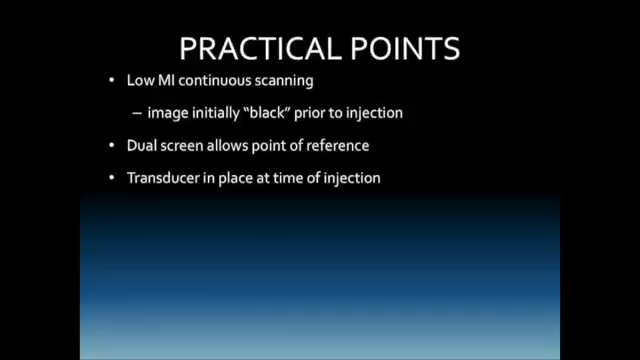 PRACTICAL POINTS
• Low MI continuous scanning
– image initially “black” prior to injection
• Dual screen allows point of reference
• Transducer in place at time of injection